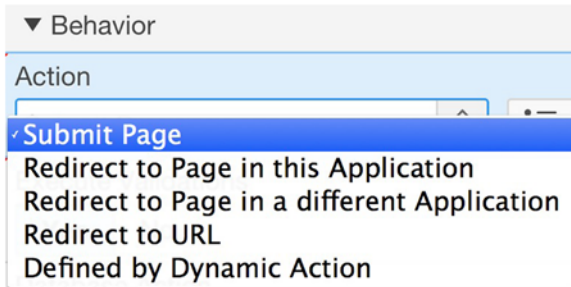 ▼ Behavior
Action
✓Submit Page
Redirect to Page in this Application
Redirect to Page in a different Application
Redirect to URL
Defined by Dynamic Action